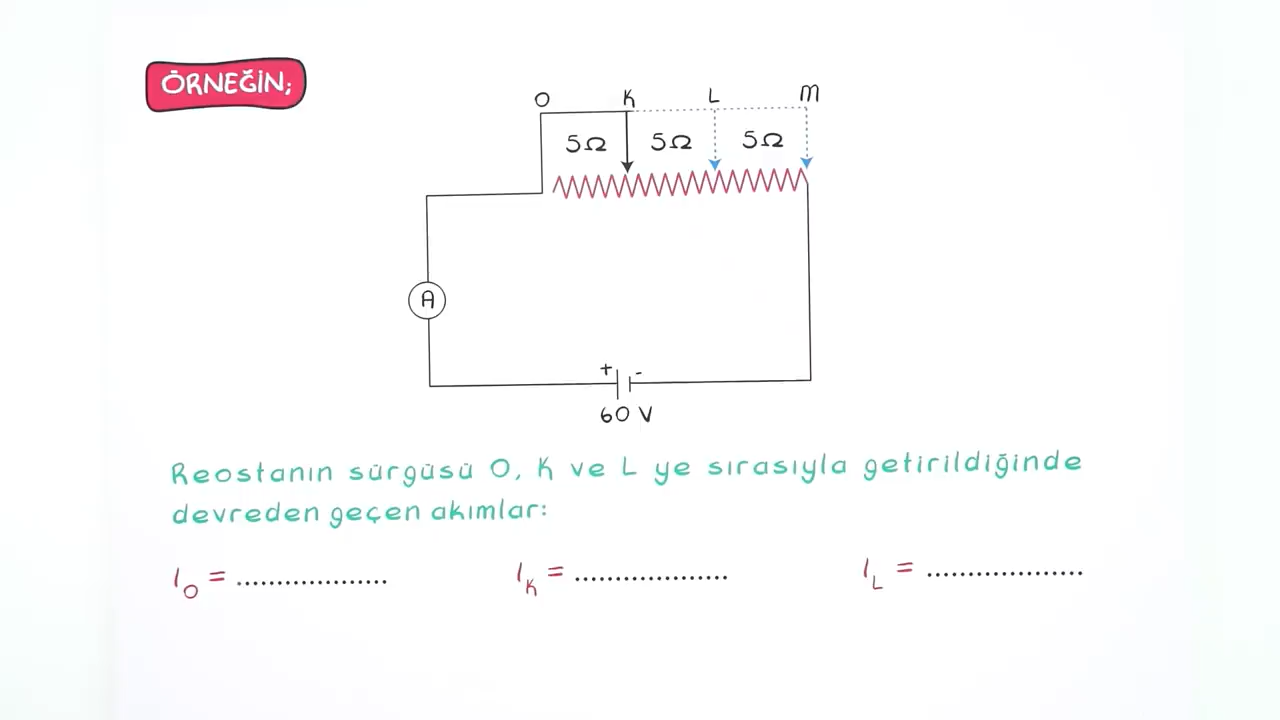 ÖRNEĞİN;
O K L M
5Ω 5Ω 5Ω
A
+ -
60 V
Reostanın sürgüsü O, K ve L ye sırasıyla getirildiğinde
devreden geçen akımlar:
I_O = ................... I_K = ................... I_L = ...................